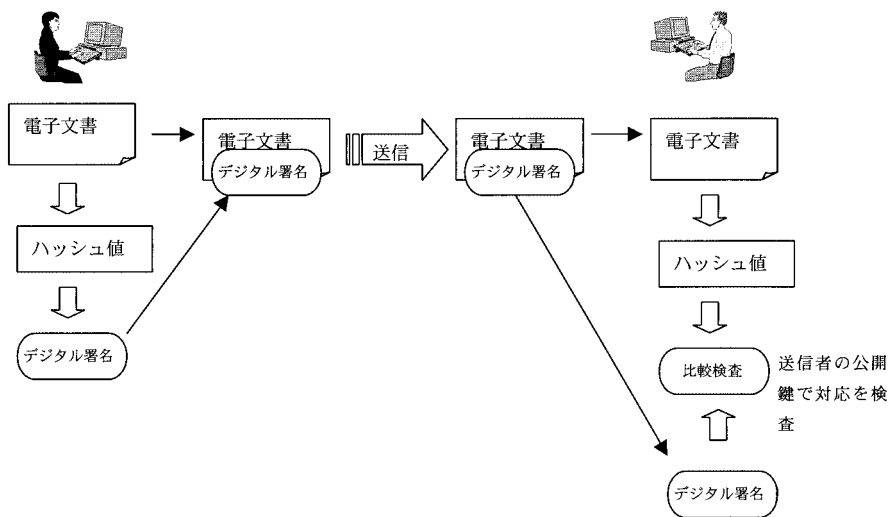 電子文書
電子文書
デジタル署名
送信
電子文書
デジタル署名
電子文書
ハッシュ値
ハッシュ値
デジタル署名
比較検査
送信者の公開
鍵で対応を検
査
デジタル署名